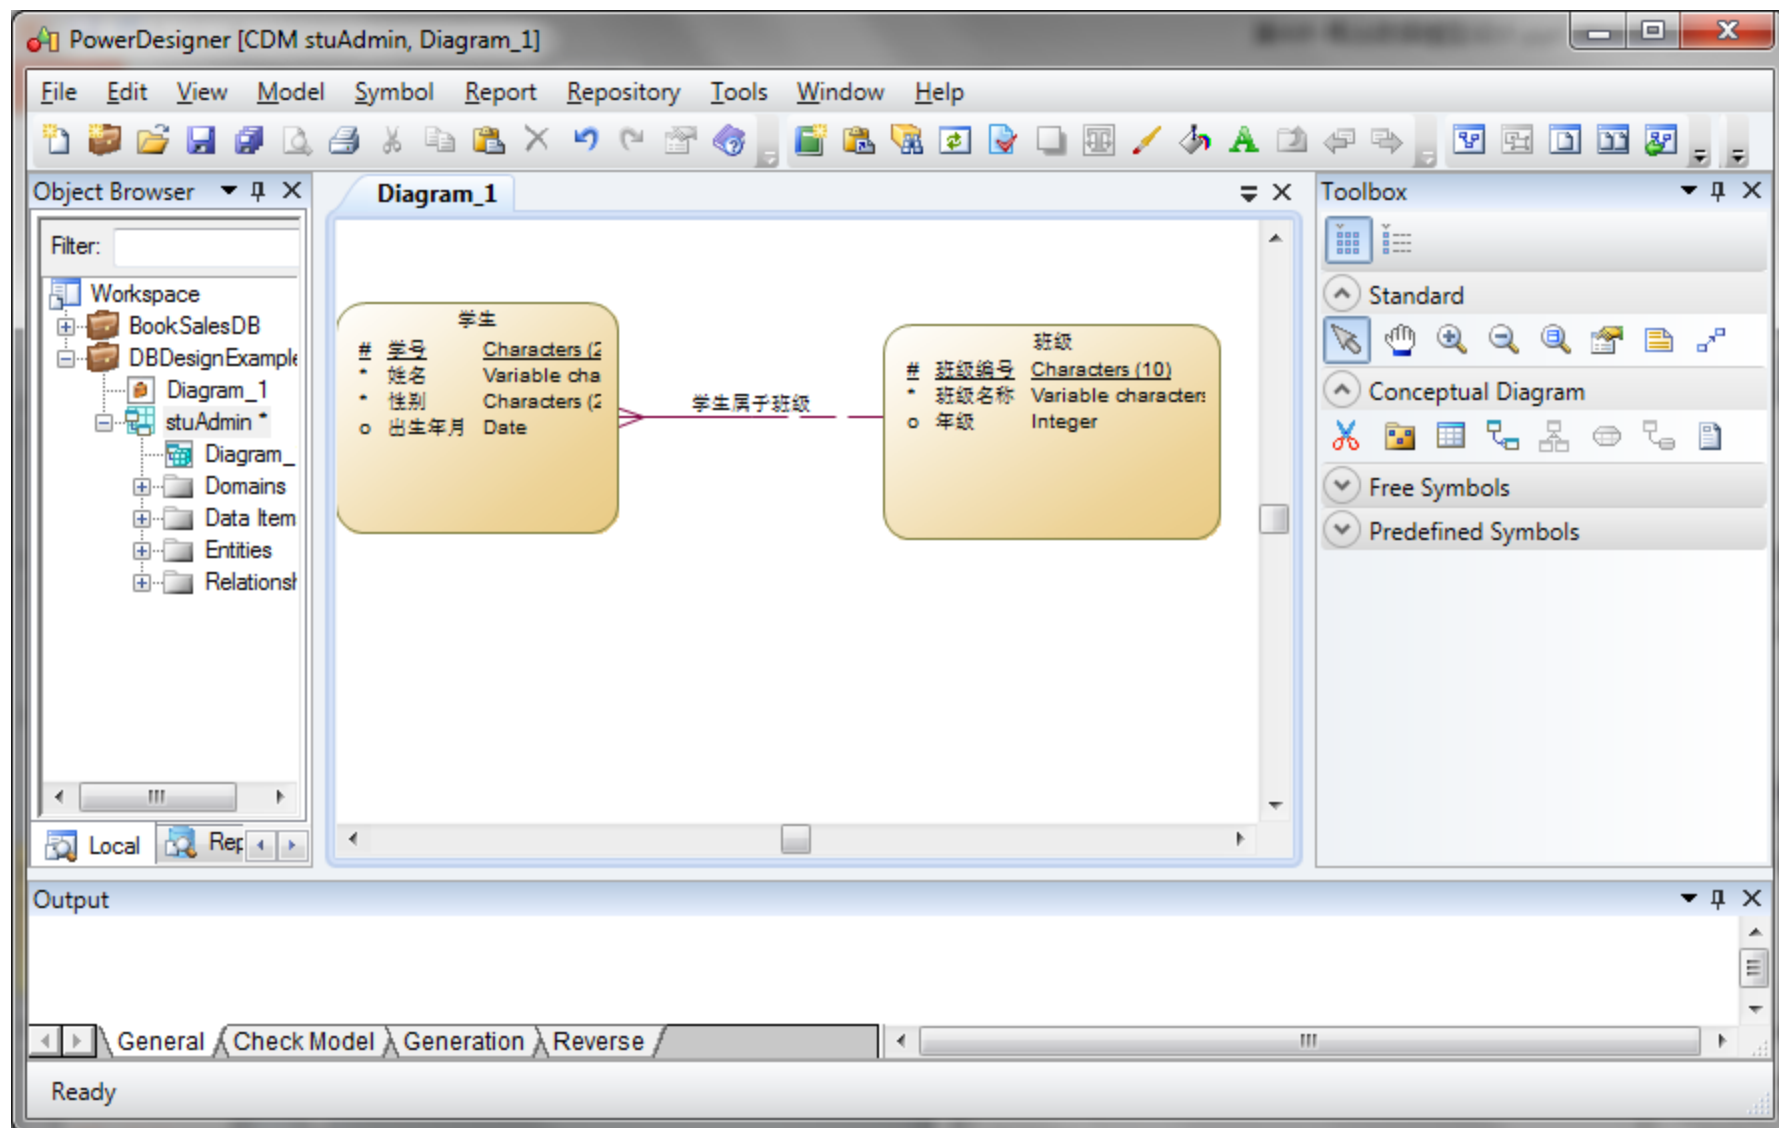 PowerDesigner [CDM stuAdmin, Diagram_1]
File Edit View Model Symbol Report Repository Tools Window Help
Object Browser
Filter:
Workspace
BookSalesDB
DBDesignExample
Diagram_1
stuAdmin *
Diagram_
Domains
Data Item
Entities
Relationsh
Local Rep
Diagram_1
学生
# 学号 Characters (2
* 姓名 Variable cha
* 性别 Characters (2
o 出生年月 Date
学生属于班级
班级
# 班级编号 Characters (10)
* 班级名称 Variable characters
o 年级 Integer
Toolbox
Standard
Conceptual Diagram
Free Symbols
Predefined Symbols
Output
General Check Model Generation Reverse
Ready